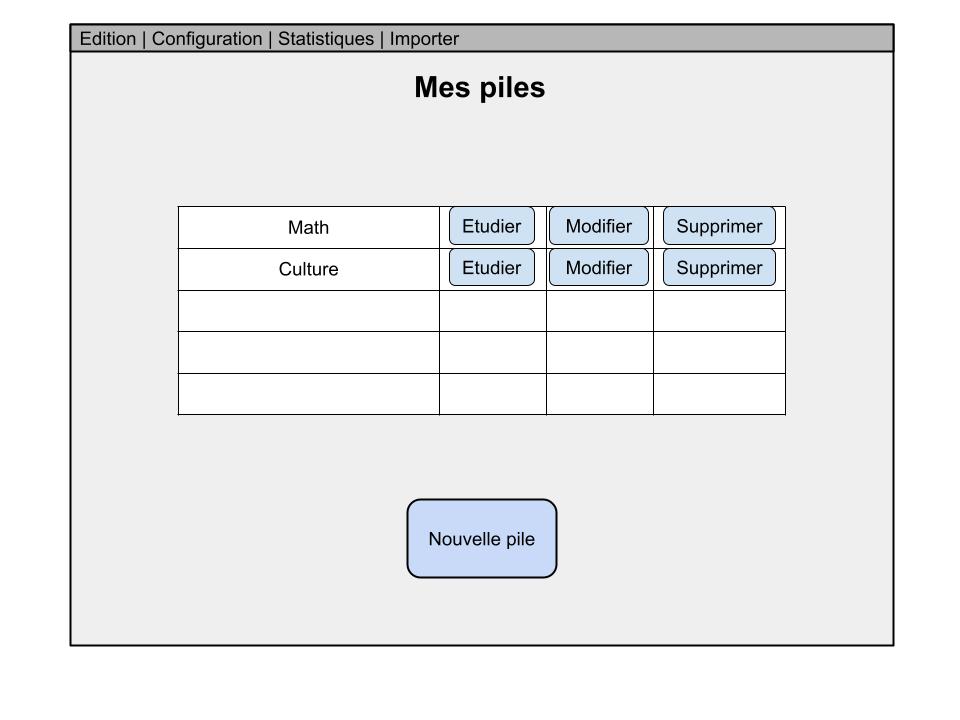 Edition | Configuration | Statistiques | Importer
Mes piles
Math Etudier Modifier Supprimer
Culture Etudier Modifier Supprimer
Nouvelle pile